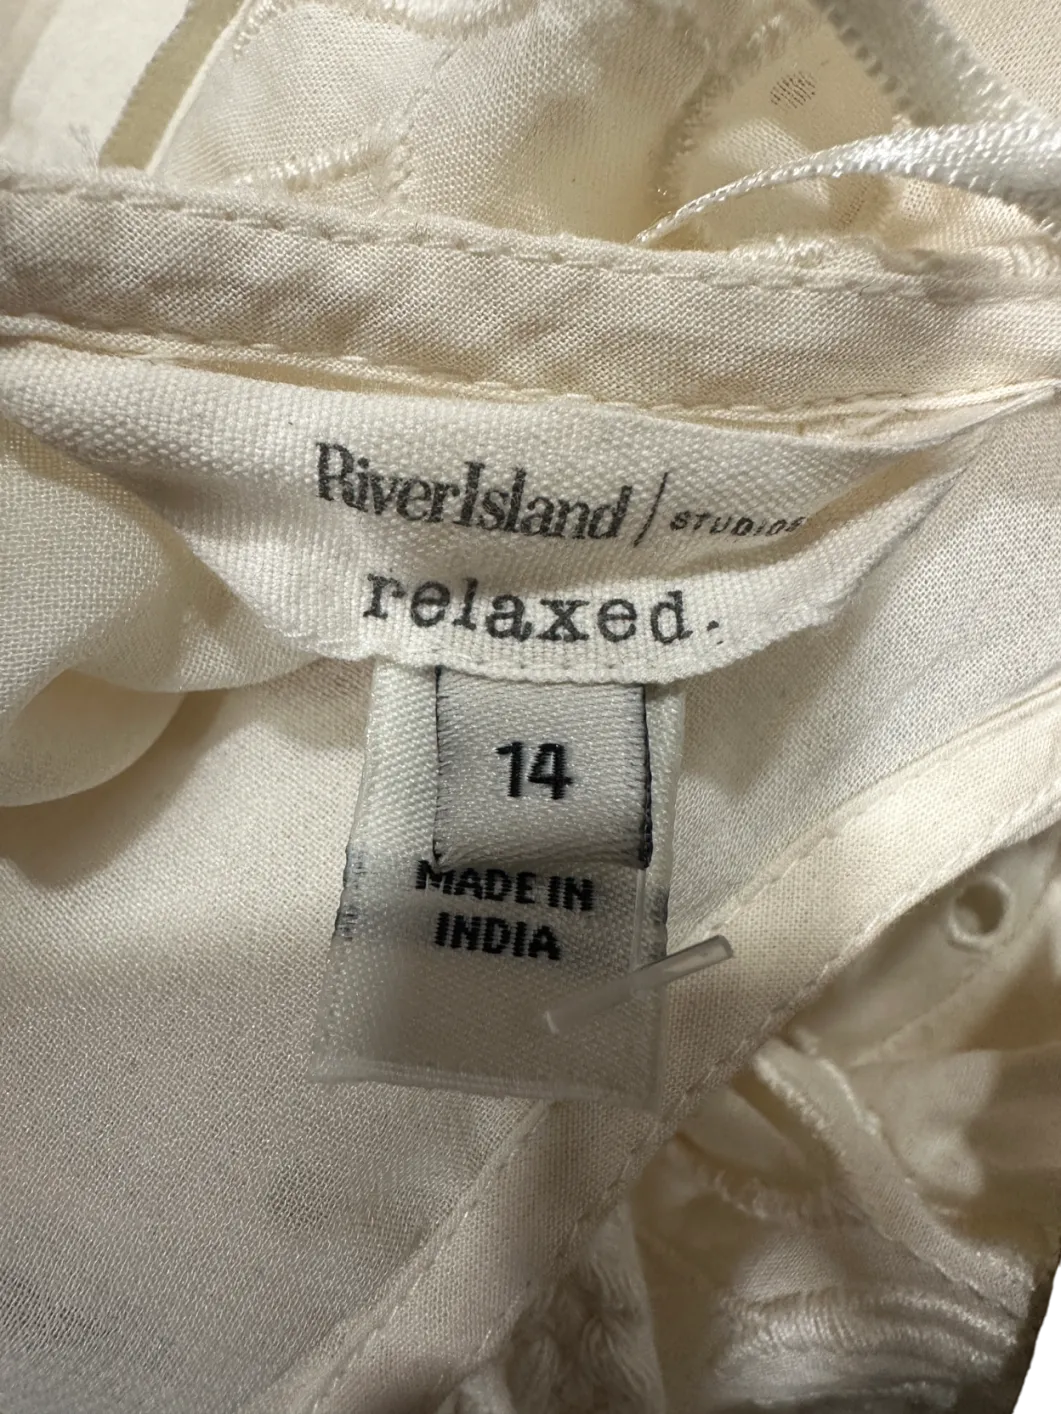 RiverIsland / STUDIOS
relaxed.
14
MADE IN
INDIA